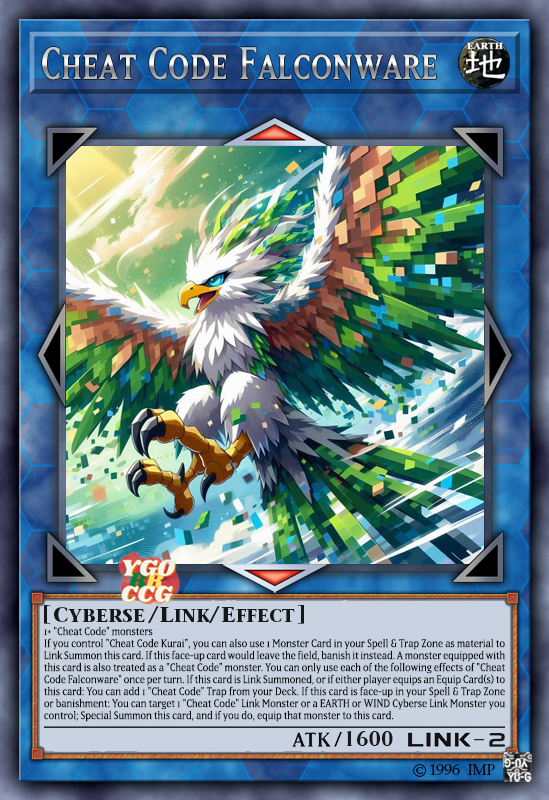 Cheat Code Falconware
EARTH
地
YGO
CCG
[Cyberse/Link/Effect]
1+ "Cheat Code" monsters
If you control "Cheat Code Kurai", you can also use 1 Monster Card in your Spell & Trap Zone as material to
Link Summon this card. If this face-up card would leave the field, banish it instead. A monster equipped with
this card is also treated as a "Cheat Code" monster. You can only use each of the following effects of "Cheat
Code Falconware" once per turn. If this card is Link Summoned, or if either player equips an Equip Card(s) to
this card: You can add 1 "Cheat Code" Trap from your Deck. If this card is face-up in your Spell & Trap Zone
or banishment: You can target 1 "Cheat Code" Link Monster or a EARTH or WIND Cyberse Link Monster you
control; Special Summon this card, and if you do, equip that monster to this card.
ATK/1600 LINK-2
©1996 IMP